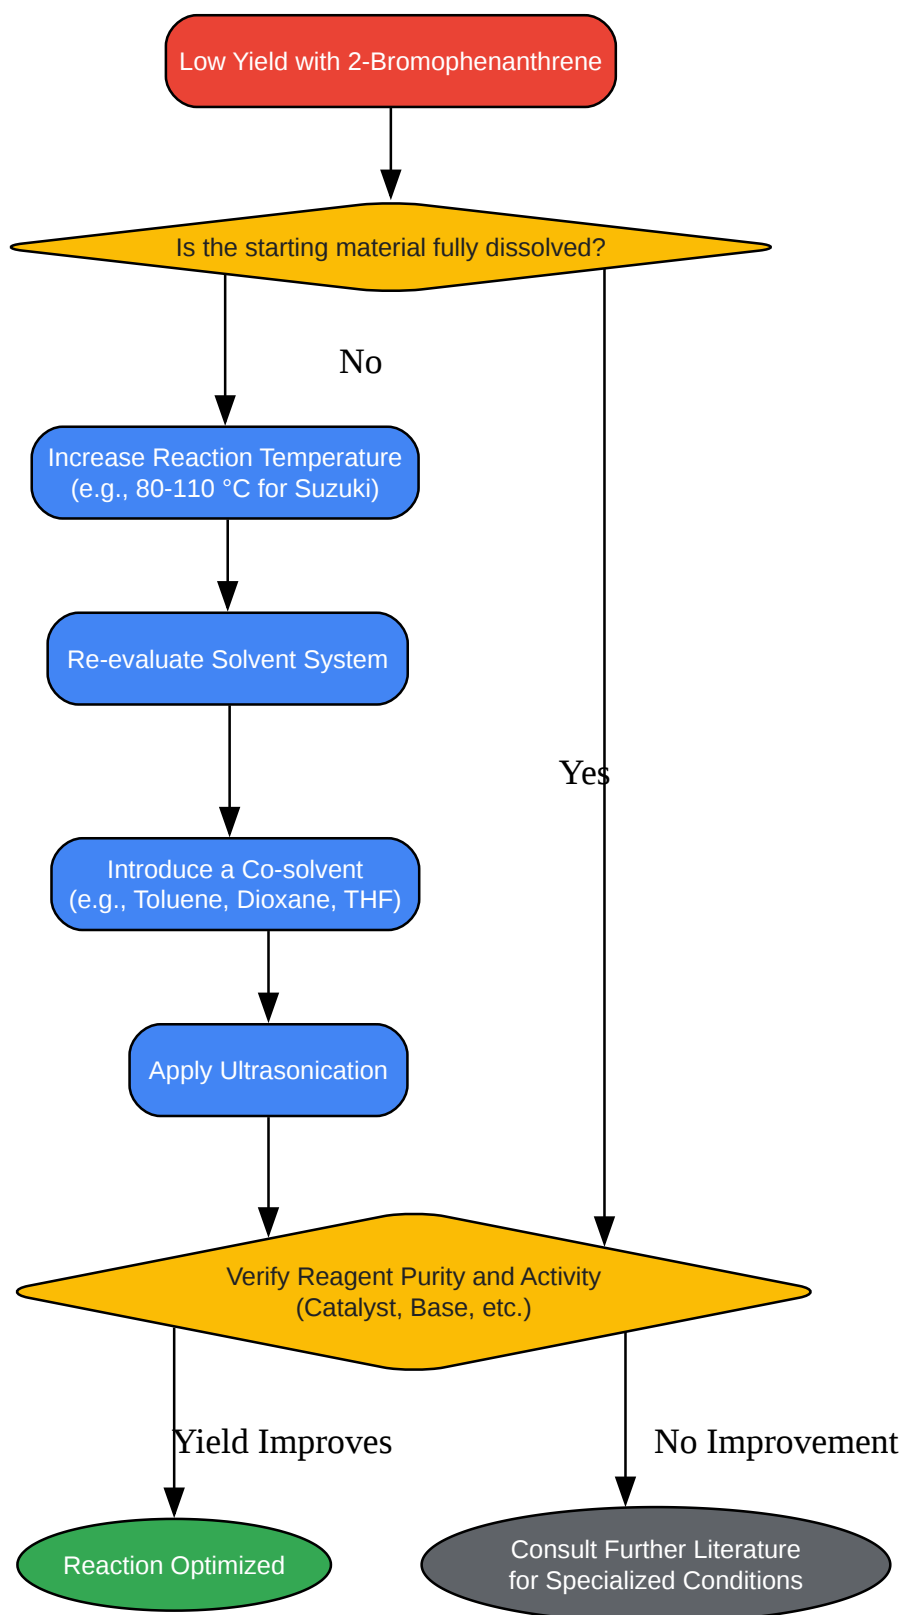 Low Yield with 2-Bromophenanthrene
Is the starting material fully dissolved?
No
Increase Reaction Temperature
(e.g., 80-110 °C for Suzuki)
Re-evaluate Solvent System
Yes
Introduce a Co-solvent
(e.g., Toluene, Dioxane, THF)
Apply Ultrasonication
Verify Reagent Purity and Activity
(Catalyst, Base, etc.)
Yield Improves
No Improvement
Reaction Optimized
Consult Further Literature
for Specialized Conditions